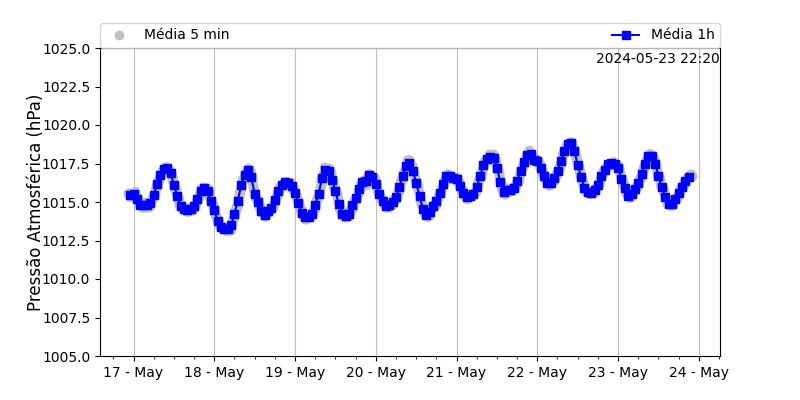 Média 5 min
Média 1h
2024-05-23 22:20
Pressão Atmosférica (hPa)
1025.0
1022.5
1020.0
1017.5
1015.0
1012.5
1010.0
1007.5
1005.0
17 - May
18 - May
19 - May
20 - May
21 - May
22 - May
23 - May
24 - May